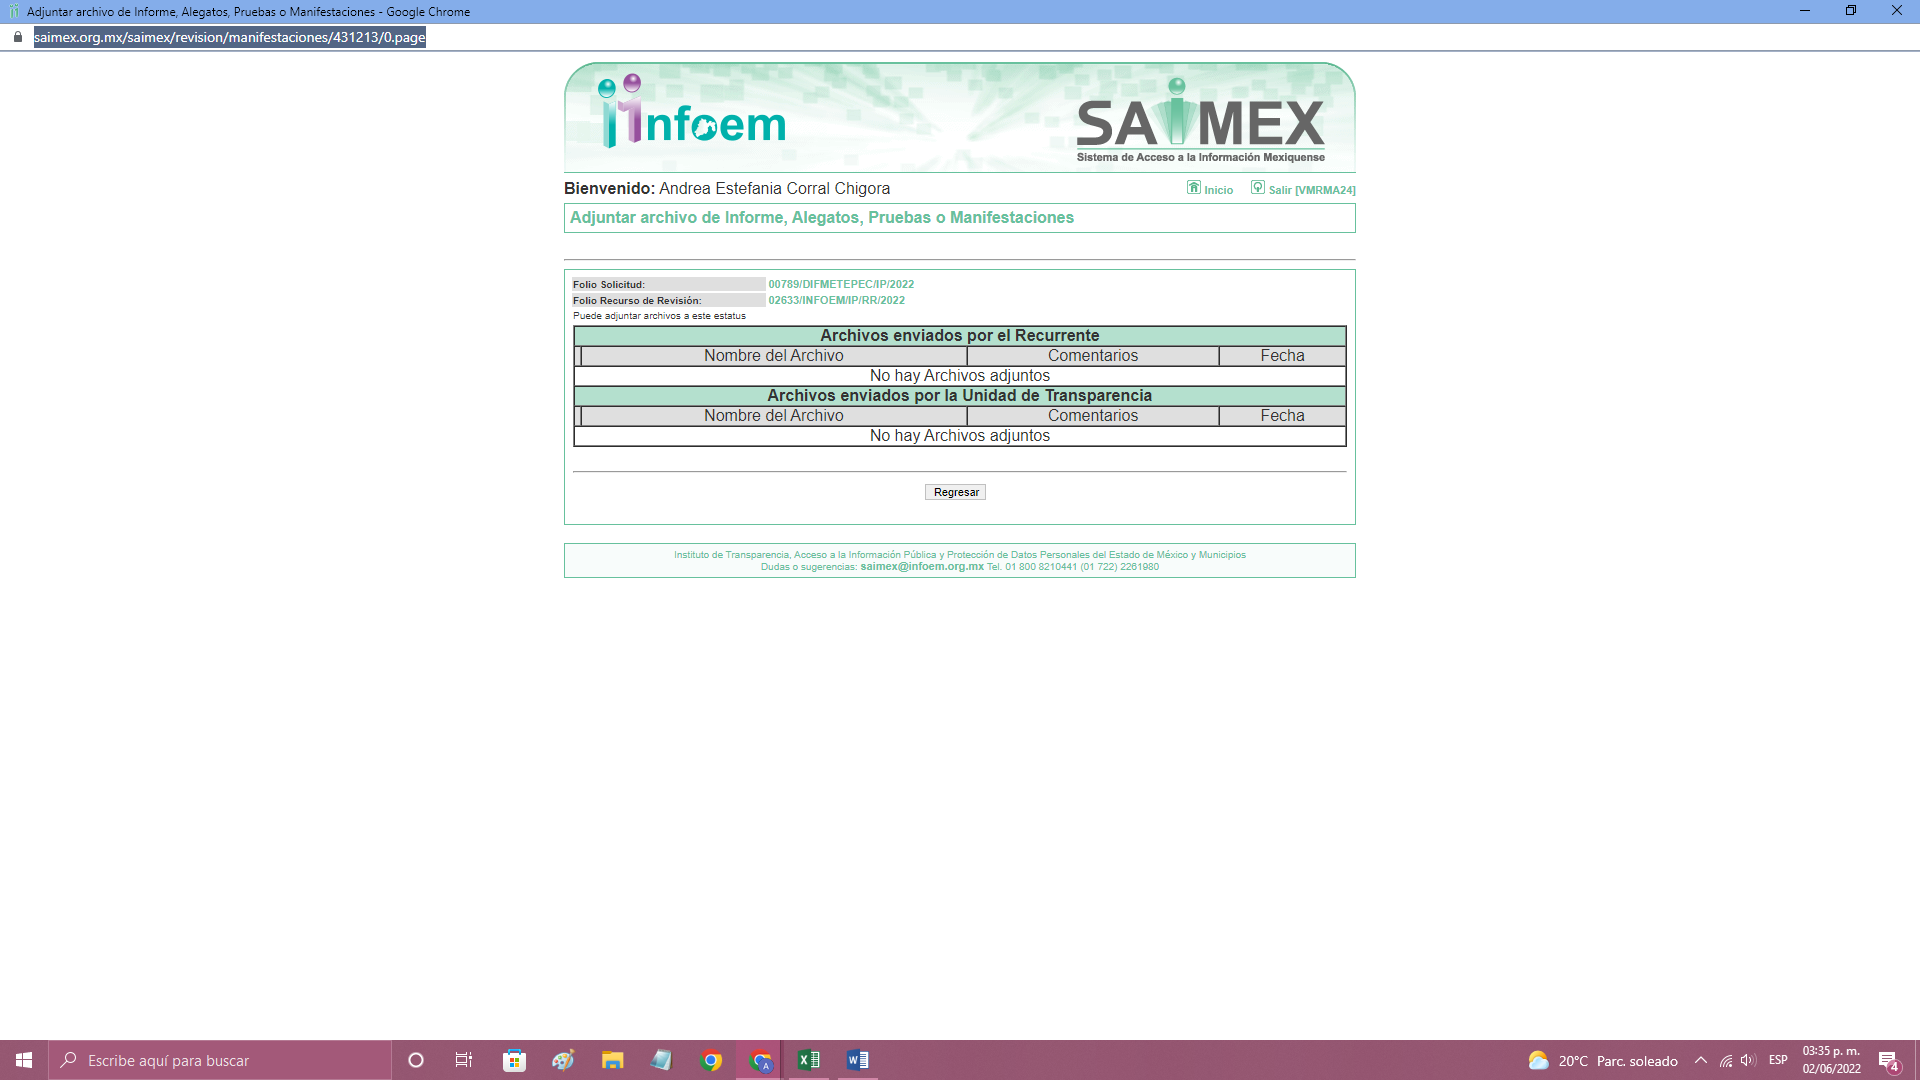 Adjuntar archivo de Informe, Alegatos, Pruebas o Manifestaciones - Google Chrome
saimex.org.mx/saimex/revision/manifestaciones/431213/0.page
infoem
SAIMEX
Sistema de Acceso a la Información Mexiquense
Bienvenido: Andrea Estefania Corral Chigora
Inicio Salir [VMRMA24]
Adjuntar archivo de Informe, Alegatos, Pruebas o Manifestaciones
Folio Solicitud: 00789/DIFMETEPEC/IP/2022
Folio Recurso de Revisión: 02633/INFOEM/IP/RR/2022
Puede adjuntar archivos a este estatus
Archivos enviados por el Recurrente
Nombre del Archivo Comentarios Fecha
No hay Archivos adjuntos
Archivos enviados por la Unidad de Transparencia
Nombre del Archivo Comentarios Fecha
No hay Archivos adjuntos
Regresar
Instituto de Transparencia, Acceso a la Información Pública y Protección de Datos Personales del Estado de México y Municipios
Dudas o sugerencias: saimex@infoem.org.mx Tel. 01 800 8210441 (01 722) 2261980
Escribe aquí para buscar
20°C Parc. soleado
ESP
03:35 p. m.
02/06/2022
4